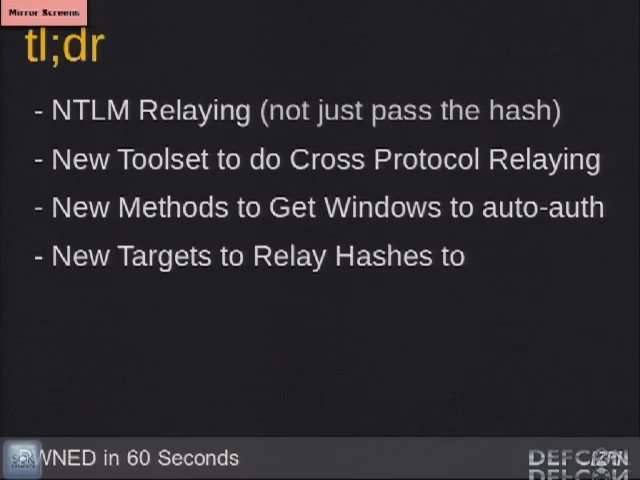 Mirror Screens
tl;dr
- NTLM Relaying (not just pass the hash)
- New Toolset to do Cross Protocol Relaying
- New Methods to Get Windows to auto-auth
- New Targets to Relay Hashes to
WNED in 60 Seconds
DEFCON